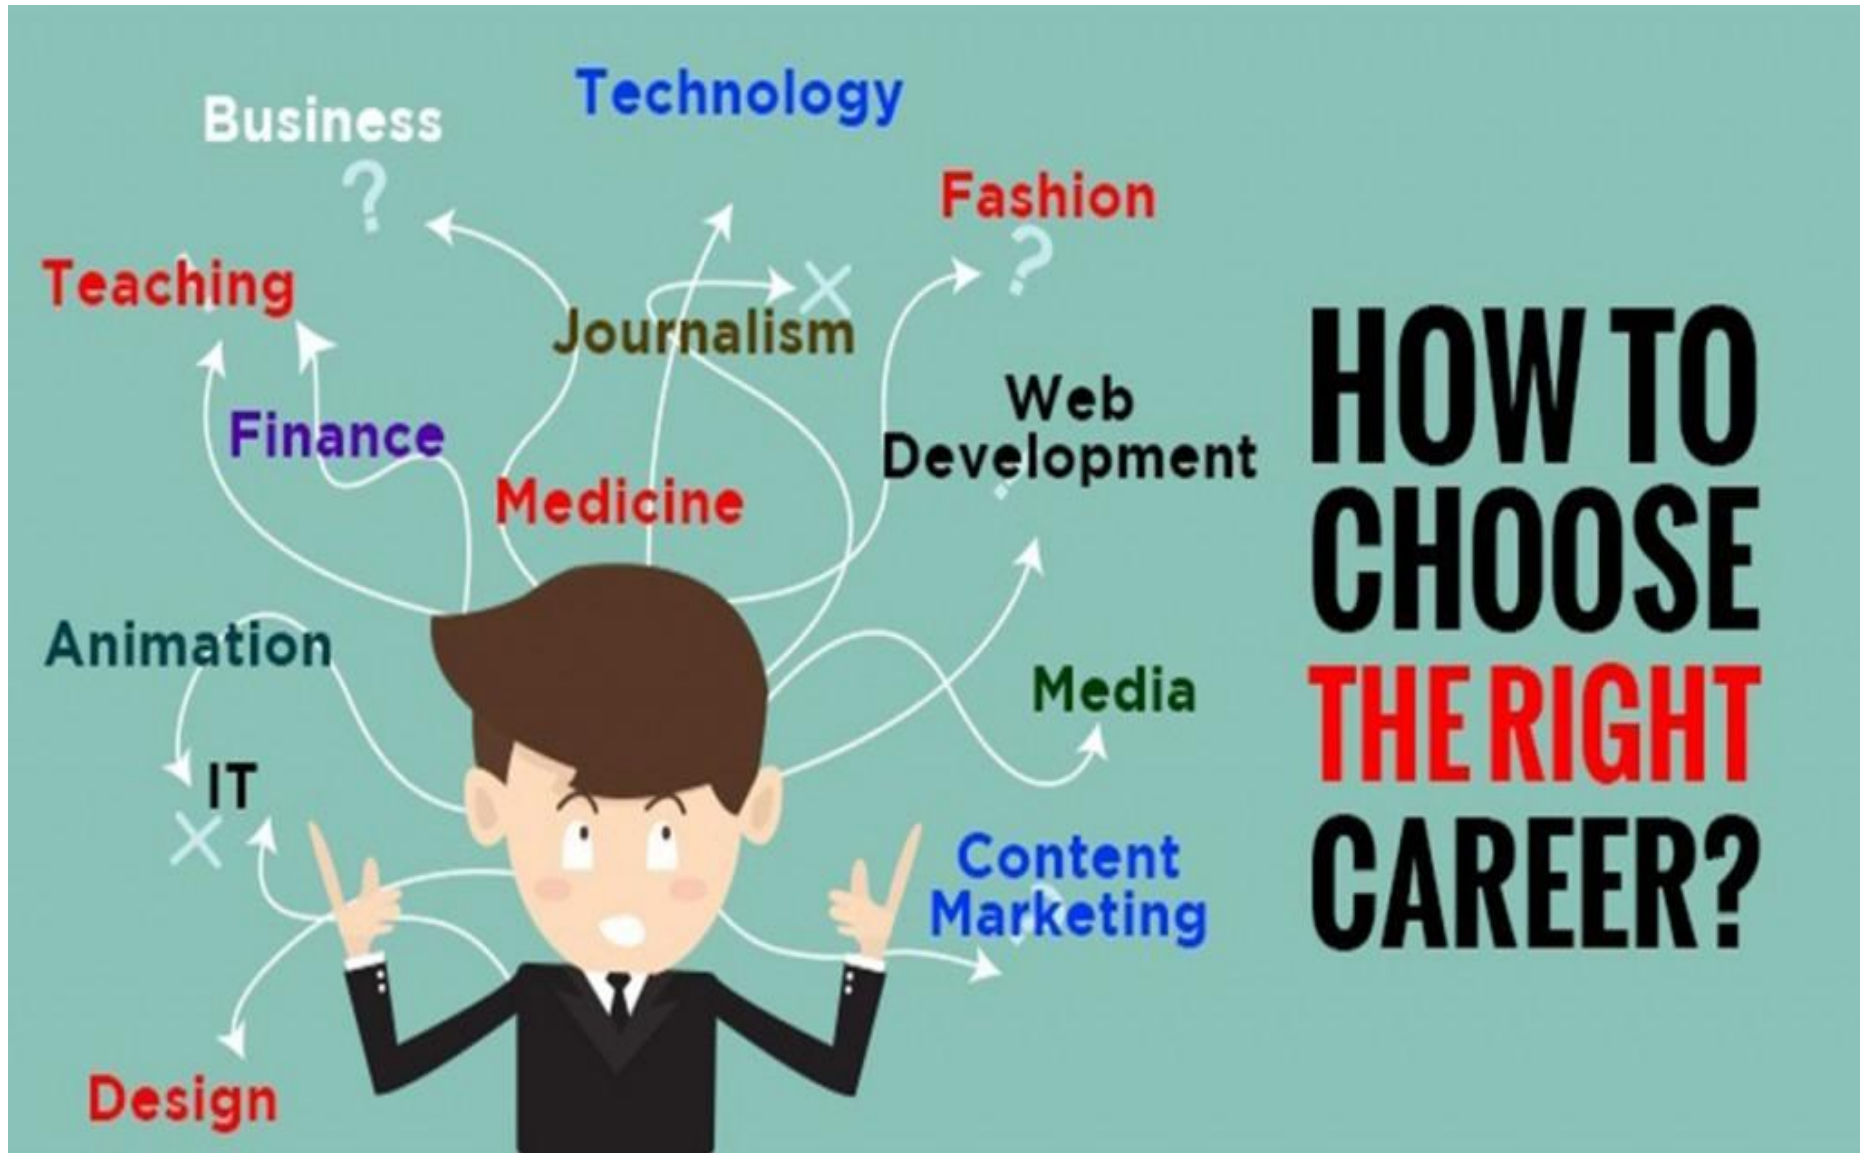 Business
Technology
Fashion
Teaching
Journalism
Web
Development
Finance
Medicine
Animation
Media
IT
Content
Marketing
Design
HOW TO
CHOOSE
THE RIGHT
CAREER?